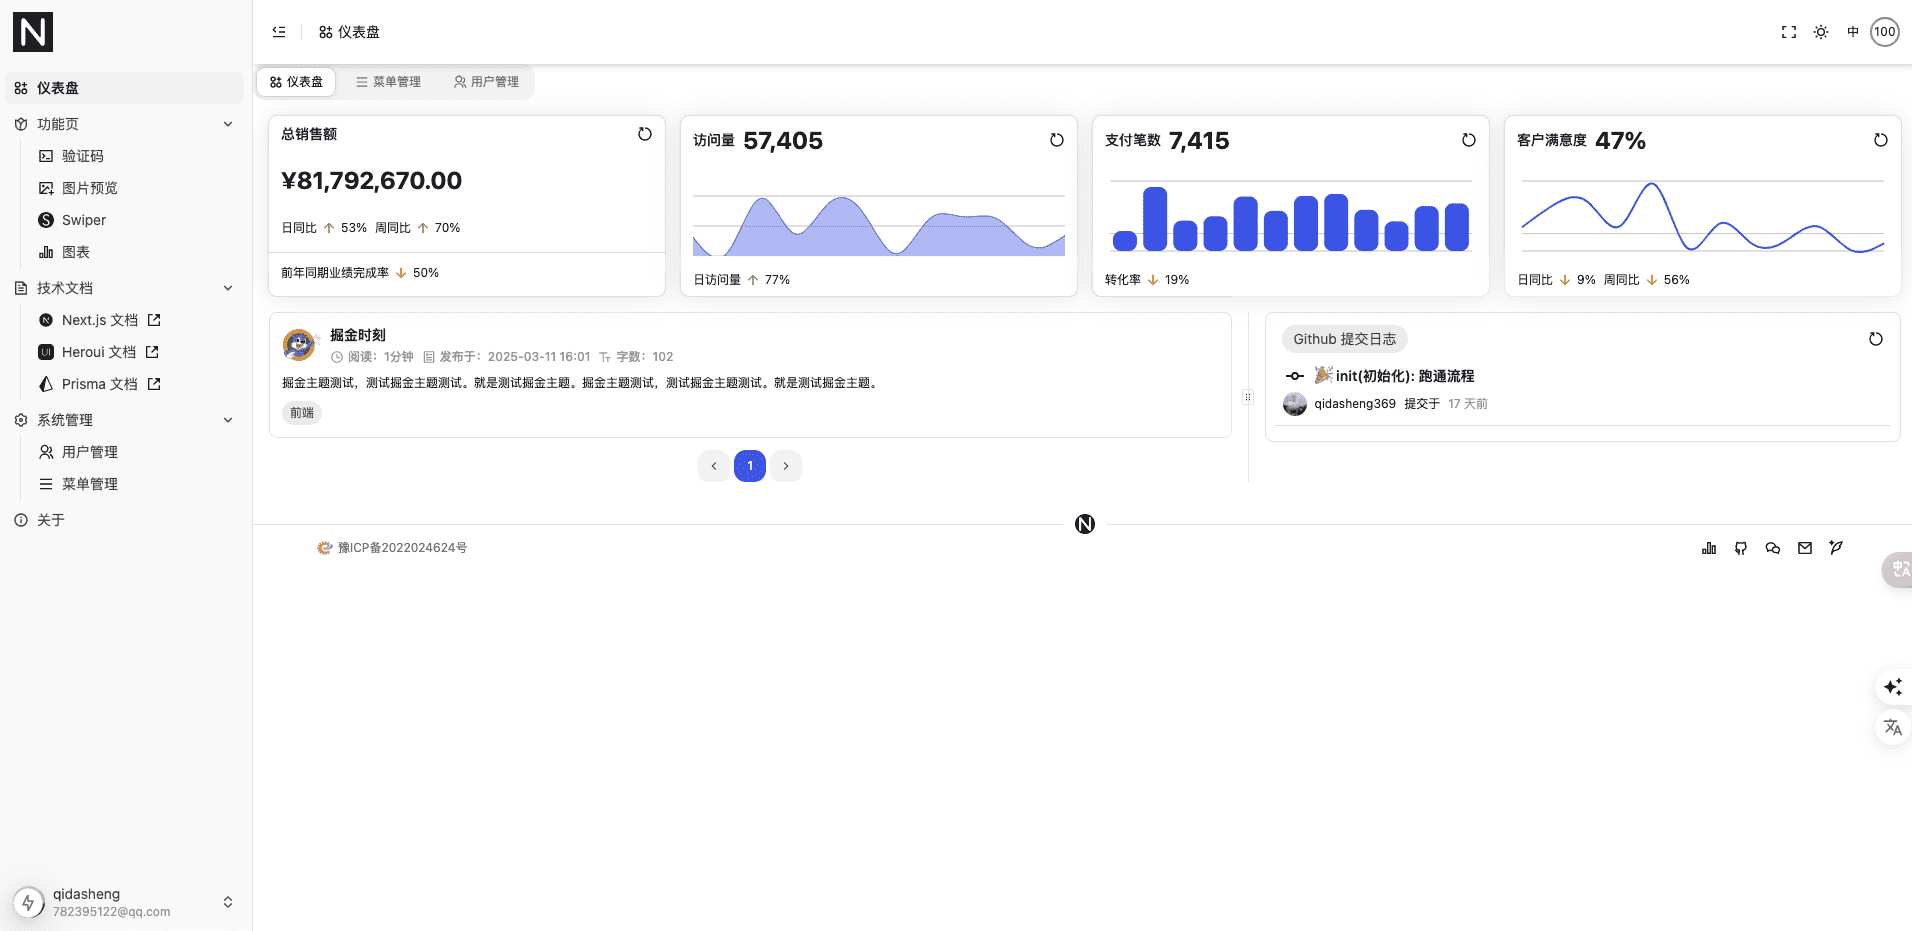 N
仪表盘
功能页
验证码
图片预览
S Swiper
图表
技术文档
N Next.js 文档
UI Heroui 文档
Prisma 文档
系统管理
用户管理
菜单管理
关于
qidasheng
782395122@qq.com
仪表盘
中 100
仪表盘 菜单管理 用户管理
总销售额
¥81,792,670.00
日同比 53% 周同比 70%
前年同期业绩完成率 50%
访问量 57,405
日访问量 77%
支付笔数 7,415
转化率 19%
客户满意度 47%
日同比 9% 周同比 56%
掘金时刻
阅读：1分钟 发布于：2025-03-11 16:01 字数：102
掘金主题测试，测试掘金主题测试。就是测试掘金主题。掘金主题测试，测试掘金主题测试。就是测试掘金主题。
前端
1
Github 提交日志
🎉 init(初始化): 跑通流程
qidasheng369 提交于 17 天前
N
豫ICP备2022024624号
中A
文A